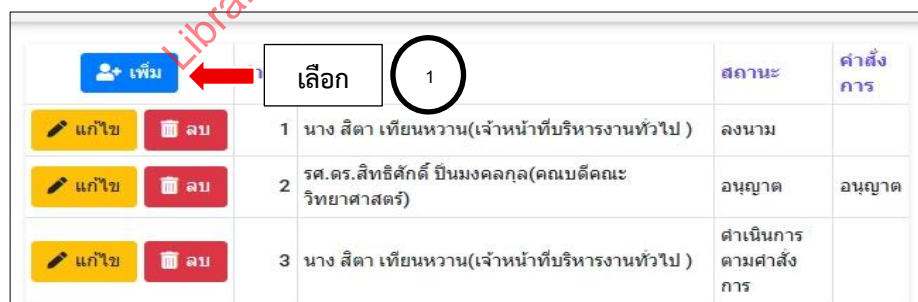 Libra
เพิ่ม
เลือก
1
สถานะ
คำสั่ง
การ
แก้ไข ลบ 1 นาง สิตา เทียนหวาน(เจ้าหน้าที่บริหารงานทั่วไป ) ลงนาม
แก้ไข ลบ 2 รศ.ดร.สิทธิศักดิ์ ปิ่นมงคลกุล(คณบดีคณะ
วิทยาศาสตร์) อนุญาต อนุญาต
แก้ไข ลบ 3 นาง สิตา เทียนหวาน(เจ้าหน้าที่บริหารงานทั่วไป ) ดำเนินการ
ตามคำสั่ง
การ